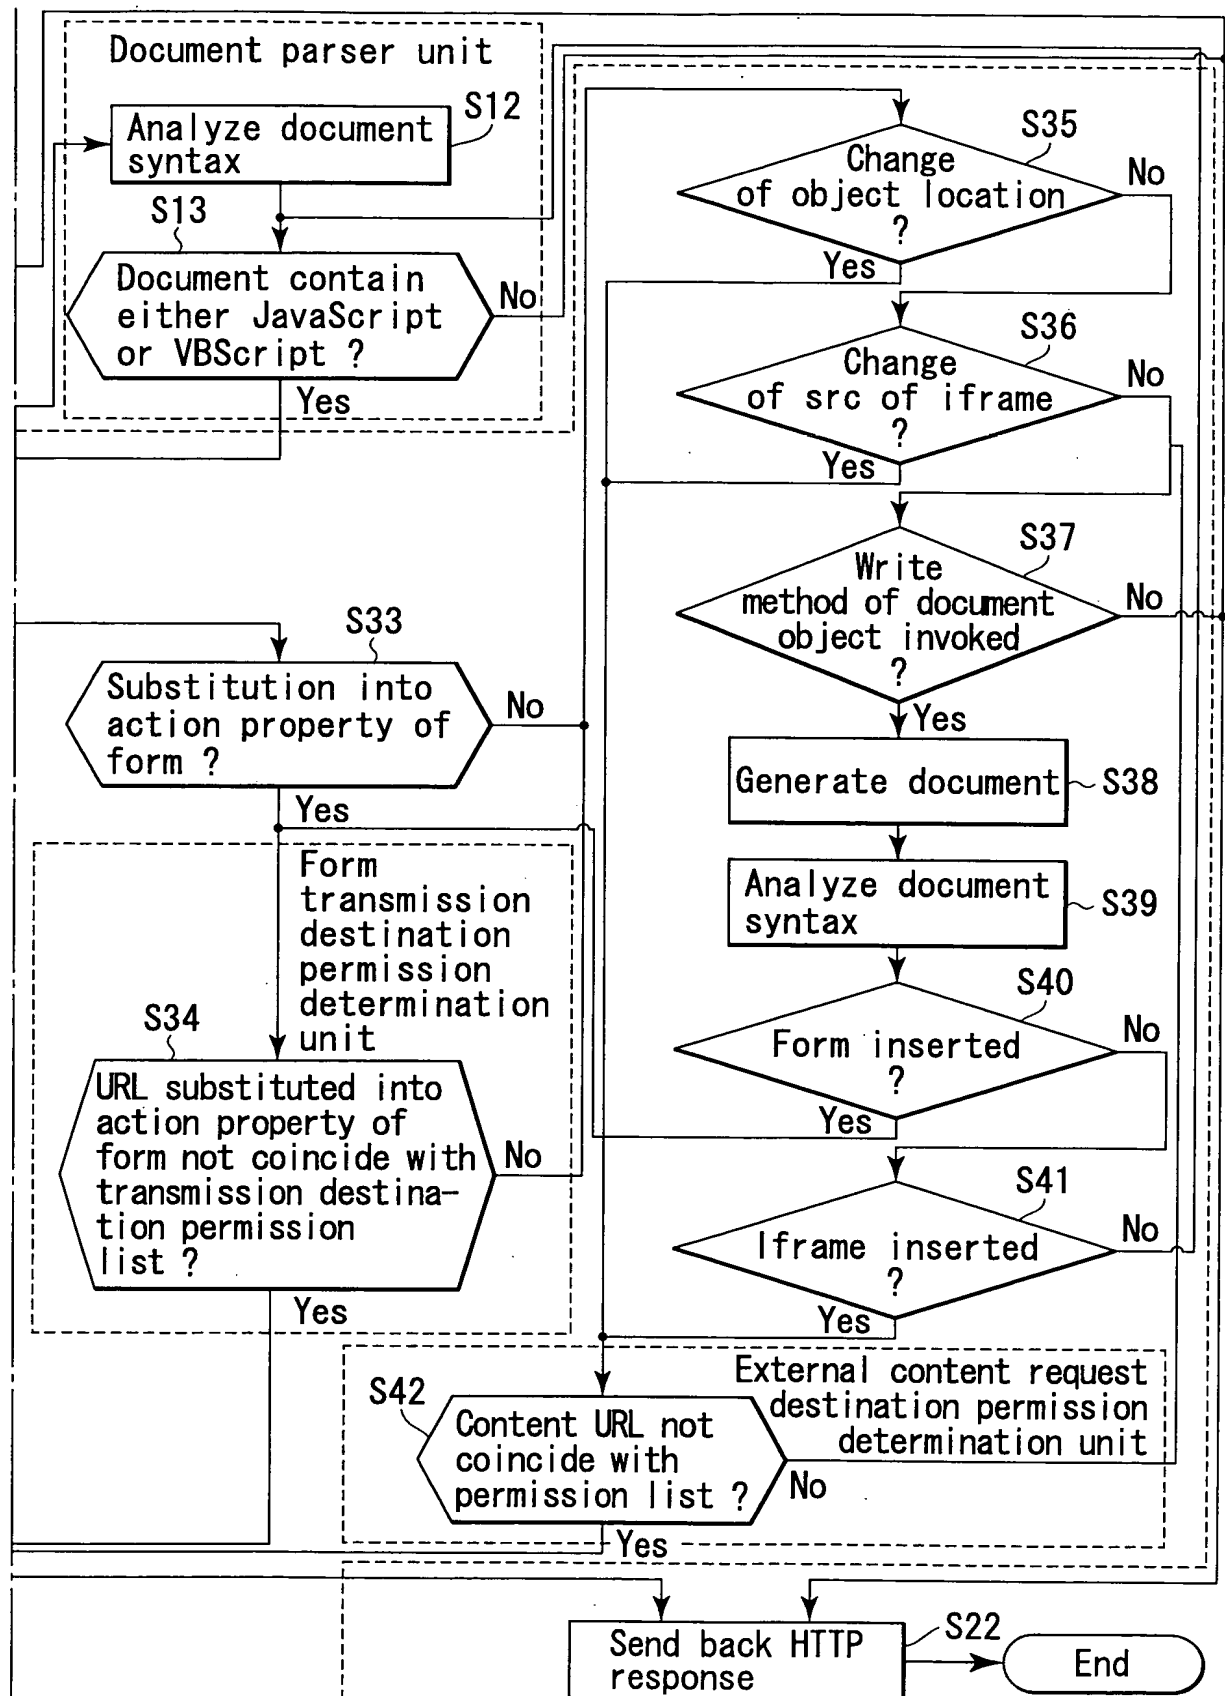 Document parser unit
S12
Analyze document
syntax
S13
Document contain
either JavaScript
or VBScript ?
No
Yes
S33
Substitution into
action property of
form ?
No
Yes
Form
transmission
destination
permission
determination
unit
S34
URL substituted into
action property of
form not coincide with
transmission destina-
tion permission
list ?
No
Yes
S35
Change
of object location
?
No
Yes
S36
Change
of src of iframe
?
No
Yes
S37
Write
method of document
object invoked
?
No
Yes
Generate document
S38
Analyze document
syntax
S39
S40
Form inserted
?
No
Yes
S41
Iframe inserted
?
No
Yes
External content request
destination permission
determination unit
S42
Content URL not
coincide with
permission list ?
No
Yes
Send back HTTP
response
S22
End